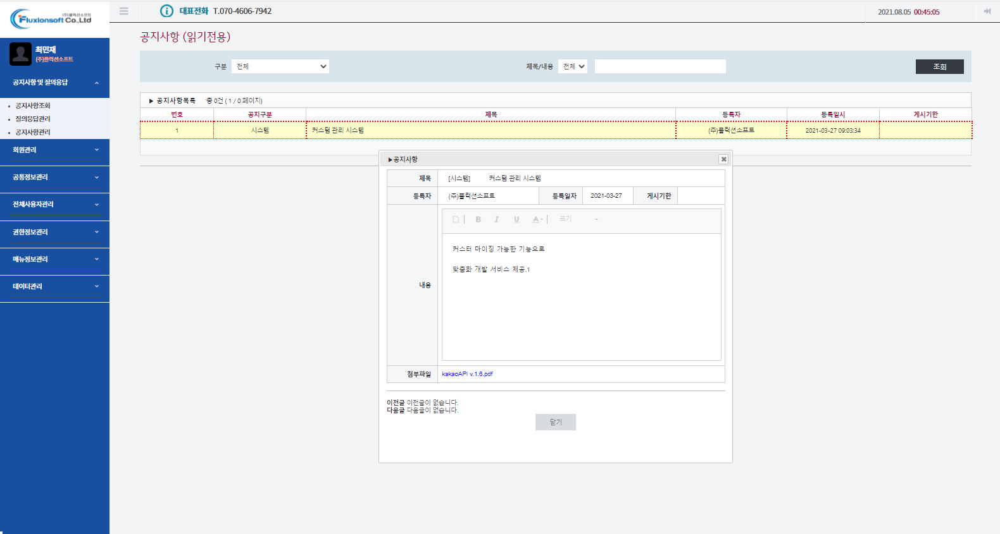 (주)플럭션소프트
Fluxionsoft Co.,Ltd
대표전화 T.070-4606-7942
2021.08.05 00:45:05
최민재
(주)플럭션소프트
공지사항 및 질의응답
공지사항조회
질의응답관리
공지사항관리
회원관리
공통정보관리
전체사용자관리
권한정보관리
메뉴정보관리
데이터관리
공지사항 (읽기전용)
구분 전체 제목/내용 전체 조회
▶ 공지사항목록 총 0건 ( 1 / 0 페이지)
번호 공지구분 제목 등록자 등록일시 게시기한
1 시스템 커스텀 관리 시스템 (주)플럭션소프트 2021-03-27 09:03:34
▶공지사항
제목 [시스템] 커스텀 관리 시스템
등록자 (주)플럭션소프트 등록일자 2021-03-27 게시기한
B I U A 크기
내용
커스터 마이징 가능한 기능으로
맞춤화 개발 서비스 제공.1
첨부파일 kakaoAPI v.1.6.pdf
이전글 이전글이 없습니다.
다음글 다음글이 없습니다.
닫기